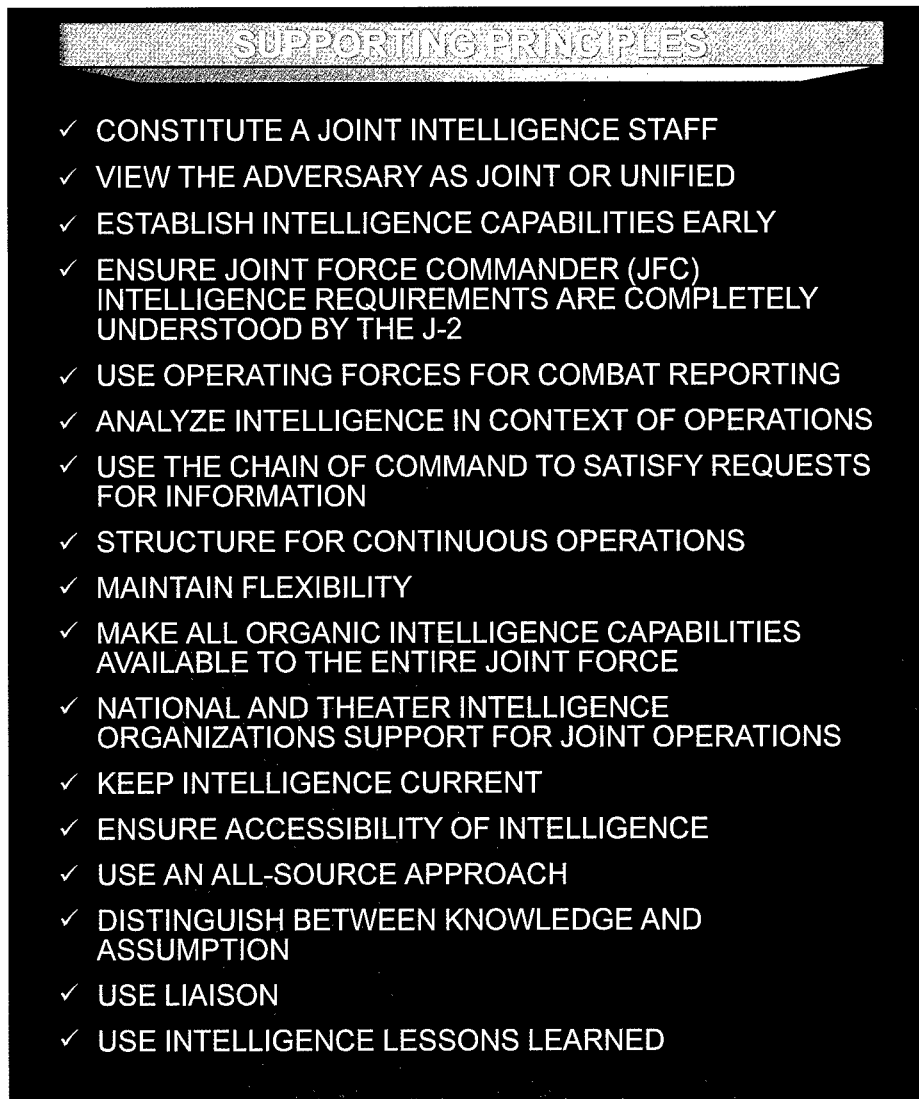 SUPPORTING PRINCIPLES
✓ CONSTITUTE A JOINT INTELLIGENCE STAFF
✓ VIEW THE ADVERSARY AS JOINT OR UNIFIED
✓ ESTABLISH INTELLIGENCE CAPABILITIES EARLY
✓ ENSURE JOINT FORCE COMMANDER (JFC)
INTELLIGENCE REQUIREMENTS ARE COMPLETELY
UNDERSTOOD BY THE J-2
✓ USE OPERATING FORCES FOR COMBAT REPORTING
✓ ANALYZE INTELLIGENCE IN CONTEXT OF OPERATIONS
✓ USE THE CHAIN OF COMMAND TO SATISFY REQUESTS
FOR INFORMATION
✓ STRUCTURE FOR CONTINUOUS OPERATIONS
✓ MAINTAIN FLEXIBILITY
✓ MAKE ALL ORGANIC INTELLIGENCE CAPABILITIES
AVAILABLE TO THE ENTIRE JOINT FORCE
✓ NATIONAL AND THEATER INTELLIGENCE
ORGANIZATIONS SUPPORT FOR JOINT OPERATIONS
✓ KEEP INTELLIGENCE CURRENT
✓ ENSURE ACCESSIBILITY OF INTELLIGENCE
✓ USE AN ALL-SOURCE APPROACH
✓ DISTINGUISH BETWEEN KNOWLEDGE AND
ASSUMPTION
✓ USE LIAISON
✓ USE INTELLIGENCE LESSONS LEARNED